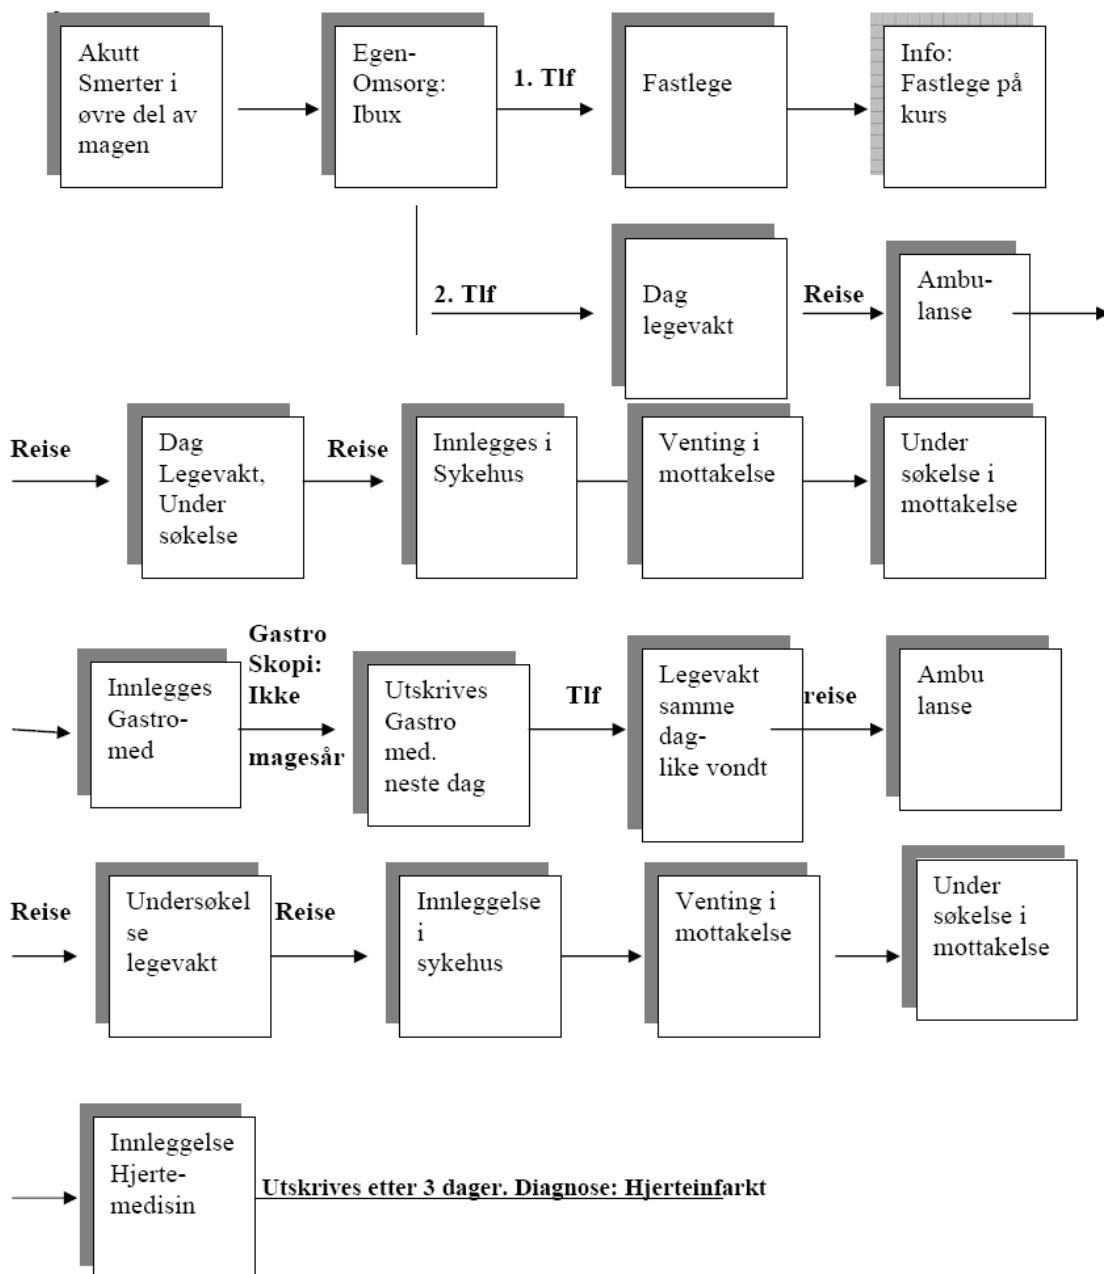 Akutt
Smerter i
øvre del av
magen
Egen-
Omsorg:
Ibux
1. Tlf
Fastlege
Info:
Fastlege på
kurs
2. Tlf
Dag
legevakt
Reise
Ambu-
lanse
Reise
Dag
Legevakt,
Under
søkelse
Reise
Innlegges i
Sykehus
Venting i
mottakelse
Under
søkelse i
mottakelse
Innlegges
Gastro-
med
Gastro
Skopi:
Ikke
magesår
Utskrives
Gastro
med.
neste dag
Tlf
Legevakt
samme
dag-
like vondt
reise
Ambu
lanse
Reise
Undersøkel
se
legevakt
Reise
Innleggelse
i
sykehus
Venting i
mottakelse
Under
søkelse i
mottakelse
Innleggelse
Hjerte-
medisin
Utskrives etter 3 dager. Diagnose: Hjerteinfarkt